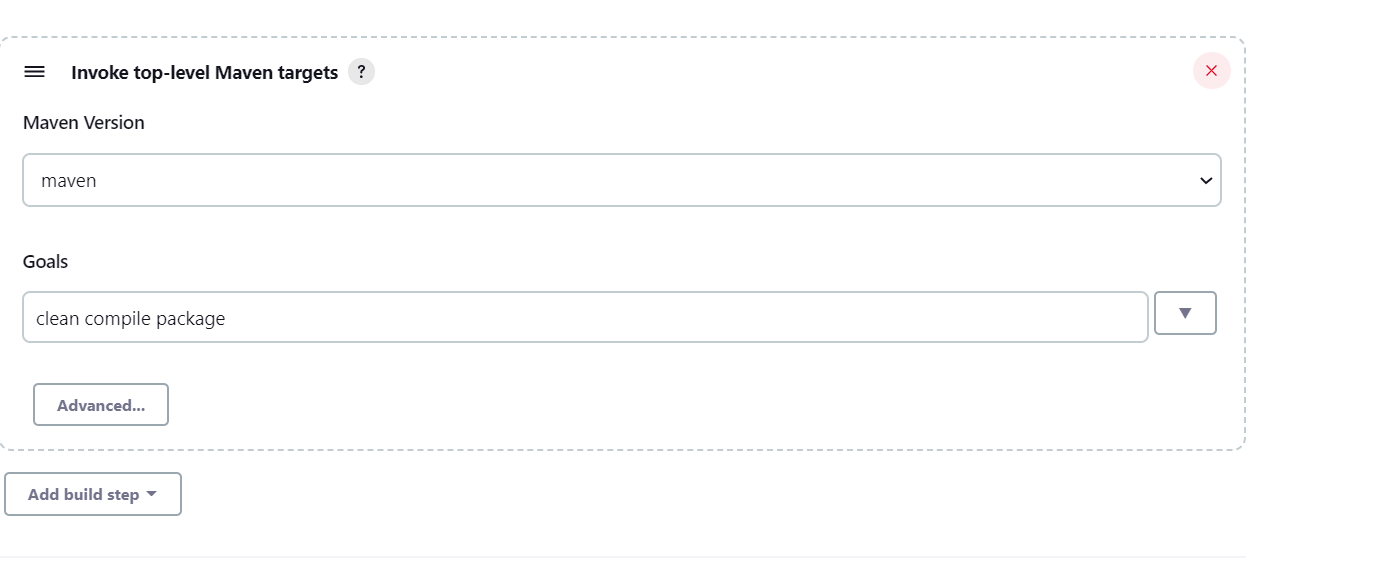 Invoke top-level Maven targets ?
Maven Version
maven
Goals
clean compile package
Advanced...
Add build step